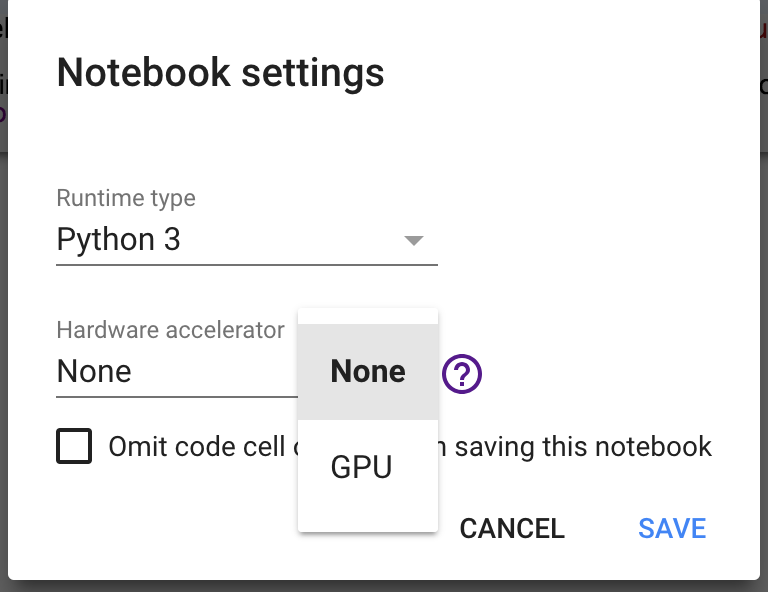 Notebook settings
Runtime type
Python 3
Hardware accelerator
None
None
?
Omit code cell
saving this notebook
GPU
CANCEL
SAVE